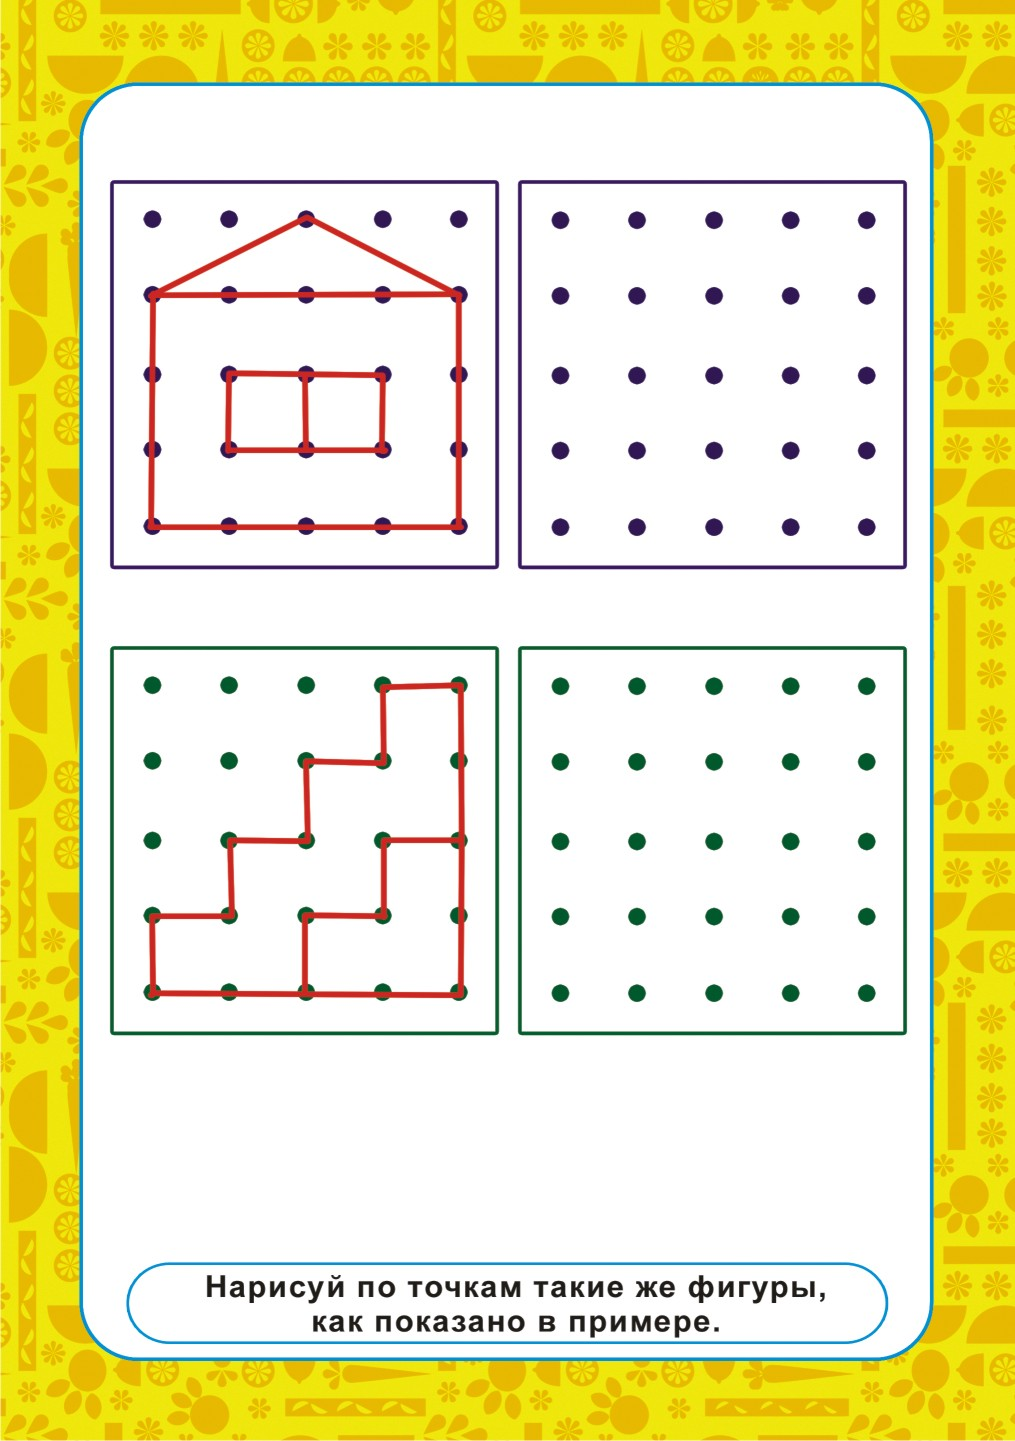 Нарисуй по точкам такие же фигуры,
как показано в примере.